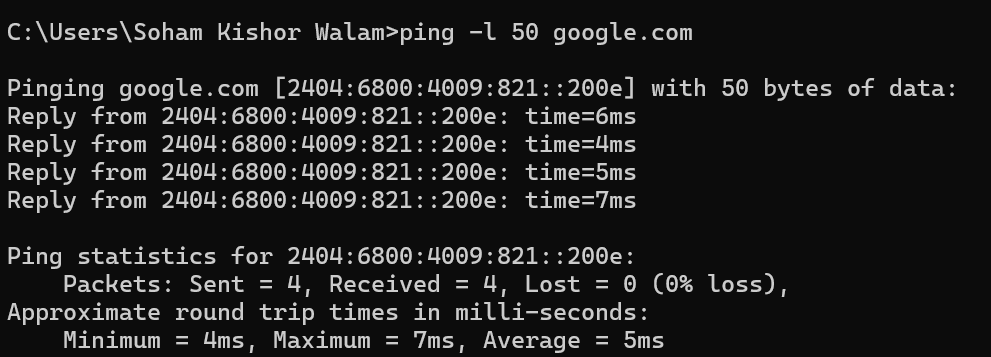 C:\Users\Soham Kishor Walam>ping -l 50 google.com
Pinging google.com [2404:6800:4009:821::200e] with 50 bytes of data:
Reply from 2404:6800:4009:821::200e: time=6ms
Reply from 2404:6800:4009:821::200e: time=4ms
Reply from 2404:6800:4009:821::200e: time=5ms
Reply from 2404:6800:4009:821::200e: time=7ms
Ping statistics for 2404:6800:4009:821::200e:
Packets: Sent = 4, Received = 4, Lost = 0 (0% loss),
Approximate round trip times in milli-seconds:
Minimum = 4ms, Maximum = 7ms, Average = 5ms